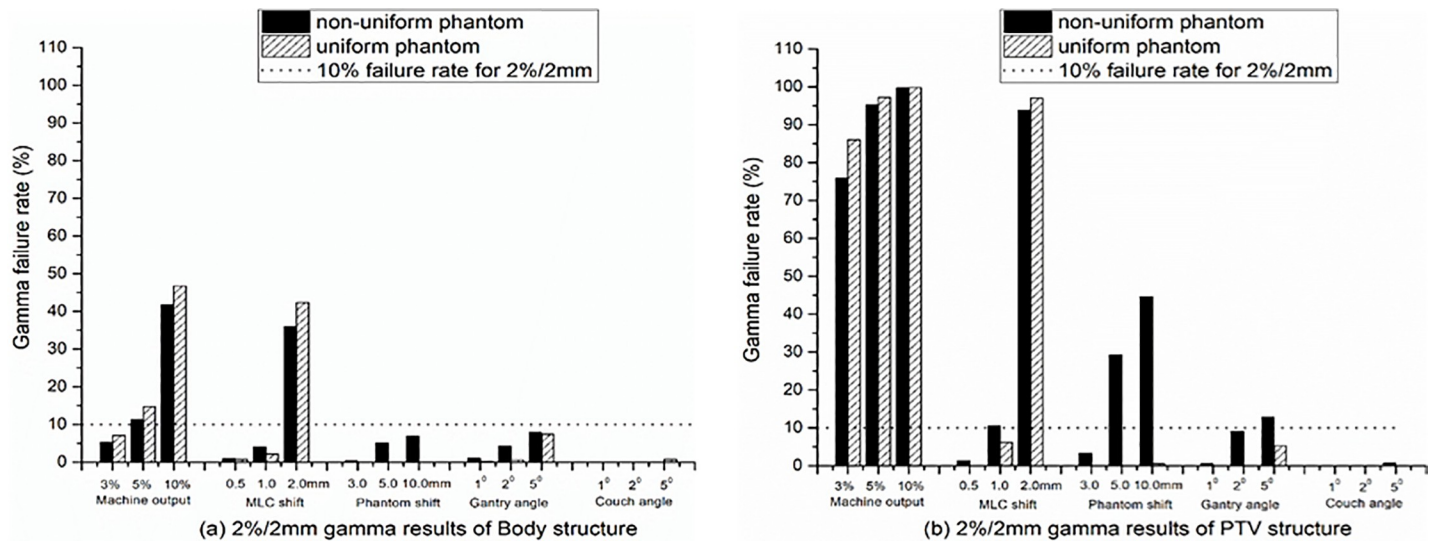 non-uniform phantom
uniform phantom
10% failure rate for 2%/2mm
Gamma failure rate (%)
110
100
90
80
70
60
50
40
30
20
10
0
3% 5% 10% 0.5 1.0 2.0mm 3.0 5.0 10.0mm 1° 2° 5° 1° 2° 5°
Machine output MLC shift Phantom shift Gantry angle Couch angle
(a) 2%/2mm gamma results of Body structure
non-uniform phantom
uniform phantom
10% failure rate for 2%/2mm
Gamma failure rate (%)
110
100
90
80
70
60
50
40
30
20
10
0
3% 5% 10% 0.5 1.0 2.0mm 3.0 5.0 10.0mm 1° 2° 5° 1° 2° 5°
Machine output MLC shift Phantom shift Gantry angle Couch angle
(b) 2%/2mm gamma results of PTV structure